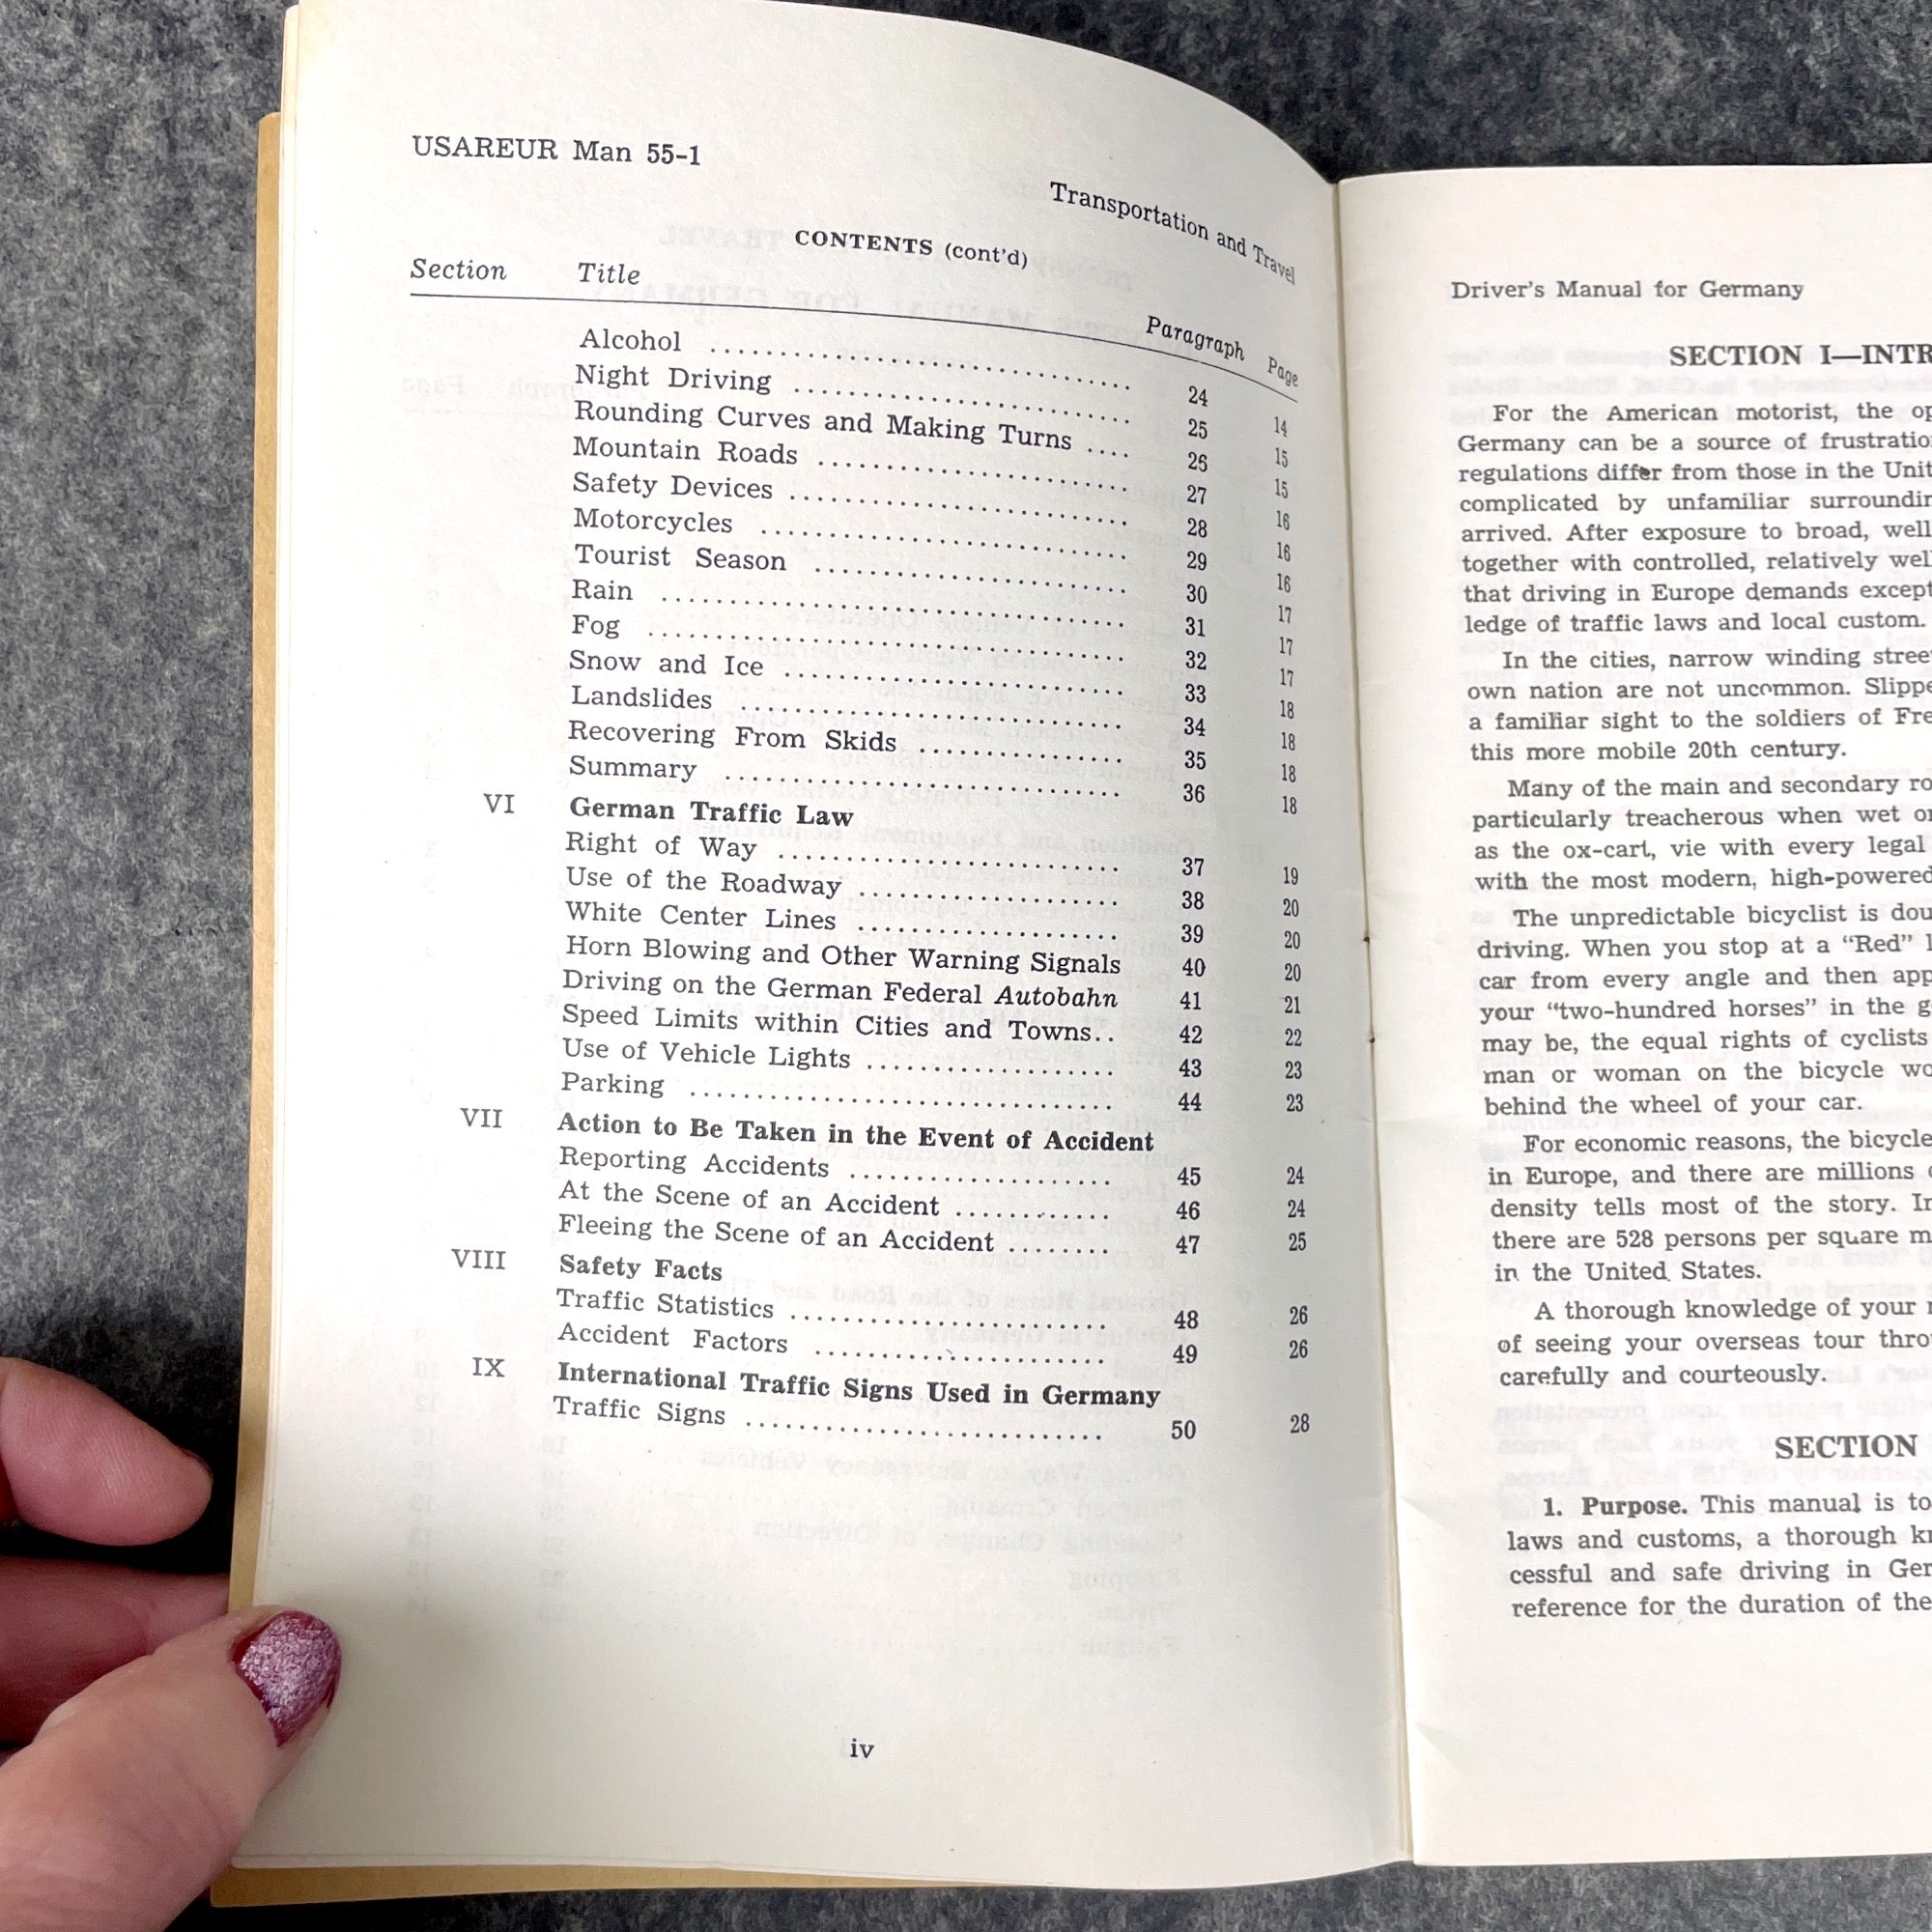 USAREUR Man 55-1
Transportation and Travel
CONTENTS (cont'd)
Section Title Paragraph Page
Alcohol .......... 24 14
Night Driving .......... 25 15
Rounding Curves and Making Turns .... 26 15
Mountain Roads .......... 27 16
Safety Devices .......... 28 16
Motorcycles .......... 29 16
Tourist Season .......... 30 17
Rain .......... 31 17
Fog .......... 32 17
Snow and Ice .......... 33 18
Landslides .......... 34 18
Recovering From Skids .......... 35 18
Summary .......... 36 18
VI German Traffic Law
Right of Way .......... 37 19
Use of the Roadway .......... 38 20
White Center Lines .......... 39 20
Horn Blowing and Other Warning Signals 40 20
Driving on the German Federal Autobahn 41 21
Speed Limits within Cities and Towns.. 42 22
Use of Vehicle Lights .......... 43 23
Parking .......... 44 23
VII Action to Be Taken in the Event of Accident
Reporting Accidents .......... 45 24
At the Scene of an Accident .......... 46 24
Fleeing the Scene of an Accident ........ 47 25
VIII Safety Facts
Traffic Statistics .......... 48 26
Accident Factors .......... 49 26
IX International Traffic Signs Used in Germany
Traffic Signs .......... 50 28
iv
Driver's Manual for Germany
SECTION I—
For the American motorist, the
Germany can be a source of
regulations differ from those in the
complicated by unfamiliar
arrived. After exposure to broad,
together with controlled, relatively
that driving in Europe demands
ledge of traffic laws and local custom.
In the cities, narrow winding
own nation are not uncommon.
a familiar sight to the soldiers of
this more mobile 20th century.
Many of the main and secondary
particularly treacherous when wet
as the ox-cart, vie with every legal
with the most modern, high-powered
The unpredictable bicyclist is
driving. When you stop at a “Red”
car from every angle and then
your “two-hundred horses” in the
may be, the equal rights of cyclists
man or woman on the bicycle
behind the wheel of your car.
For economic reasons, the bicycle
in Europe, and there are millions
density tells most of the story.
there are 528 persons per square
in the United States.
A thorough knowledge of your
of seeing your overseas tour
carefully and courteously.
SECTION
1. Purpose. This manual is to
laws and customs, a thorough
cessful and safe driving in
reference for the duration of the